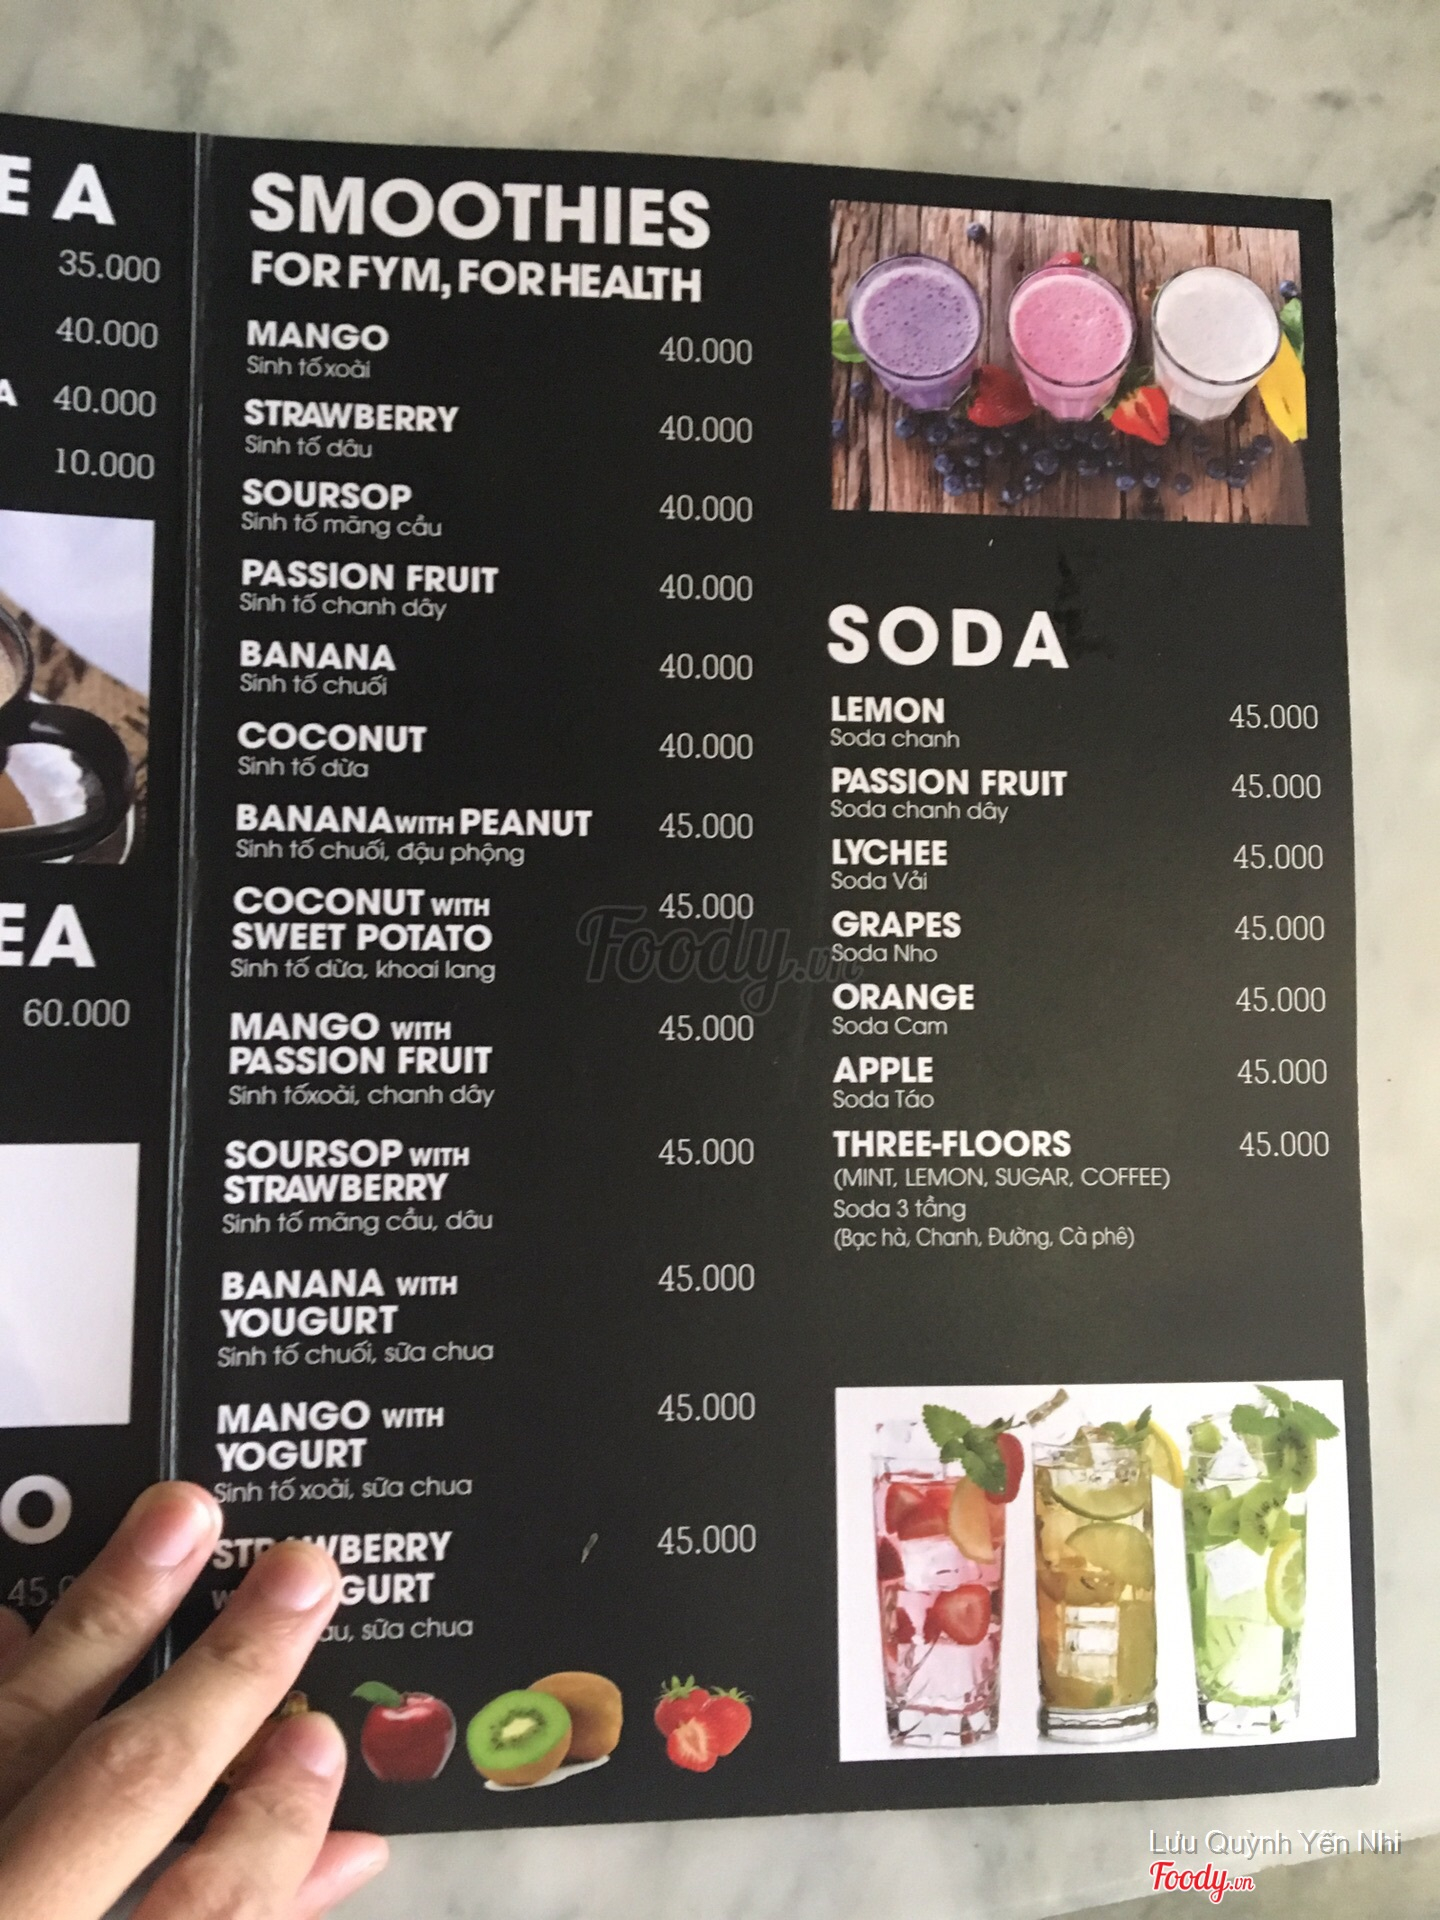 E A
35.000
40.000
A 40.000
10.000
EA
60.000
O
SMOOTHIES
FOR FYM, FOR HEALTH
MANGO 40.000
Sinh tố xoài
STRAWBERRY 40.000
Sinh tố dâu
SOURSOP 40.000
Sinh tố mãng cầu
PASSION FRUIT 40.000
Sinh tố chanh dây
BANANA 40.000
Sinh tố chuối
COCONUT 40.000
Sinh tố dừa
BANANA WITH PEANUT 45.000
Sinh tố chuối, đậu phộng
COCONUT WITH 45.000
SWEET POTATO
Sinh tố dừa, khoai lang
MANGO WITH 45.000
PASSION FRUIT
Sinh tố xoài, chanh dây
SOURSOP WITH 45.000
STRAWBERRY
Sinh tố mãng cầu, dâu
BANANA WITH 45.000
YOUGURT
Sinh tố chuối, sữa chua
MANGO WITH 45.000
YOGURT
Sinh tố xoài, sữa chua
45.000
sữa chua
SODA
LEMON 45.000
Soda chanh
PASSION FRUIT 45.000
Soda chanh dây
LYCHEE 45.000
Soda Vải
GRAPES 45.000
Soda Nho
ORANGE 45.000
Soda Cam
APPLE 45.000
Soda Táo
THREE-FLOORS 45.000
(MINT, LEMON, SUGAR, COFFEE)
Soda 3 tầng
(Bạc hà, Chanh, Đường, Cà phê)
Foody.vn
Lưu Quỳnh Yến Nhi
Foody.vn